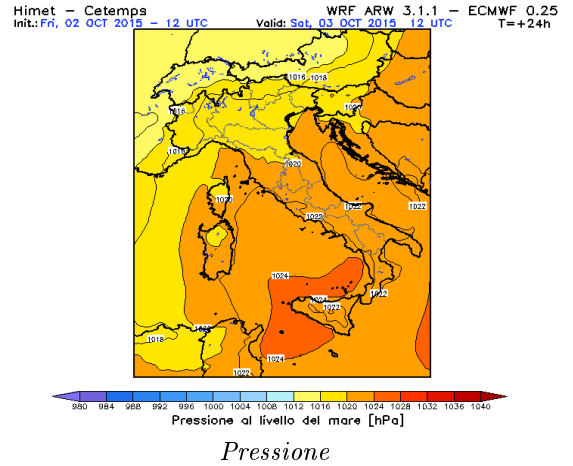 Himet – Cetemps WRF ARW 3.1.1 – ECMWF 0.25
Init.: Fri, 02 OCT 2015 – 12 UTC Valid: Sat, 03 OCT 2015 12 UTC T=+24h
1016 1018
1016
1018
1020
1020
1022
1022
1022
1024
1022
1022
1018
1024
1022
980 984 988 992 996 1000 1004 1008 1012 1016 1020 1024 1028 1032 1036 1040
Pressione al livello del mare [hPa]
Pressione